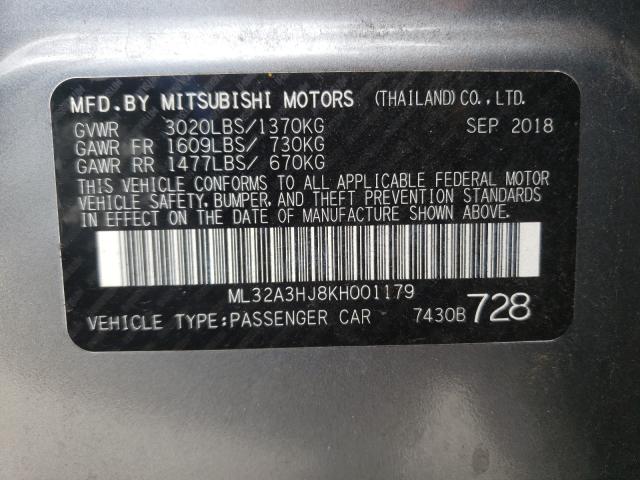 MFD.BY MITSUBISHI MOTORS (THAILAND)CO.,LTD.
GVWR 3020LBS/1370KG SEP 2018
GAWR FR 1609LBS/ 730KG
GAWR RR 1477LBS/ 670KG
THIS VEHICLE CONFORMS TO ALL APPLICABLE FEDERAL MOTOR
VEHICLE SAFETY, BUMPER, AND THEFT PREVENTION STANDARDS
IN EFFECT ON THE DATE OF MANUFACTURE SHOWN ABOVE.
ML32A3HJ8KH001179
VEHICLE TYPE:PASSENGER CAR 7430B 728